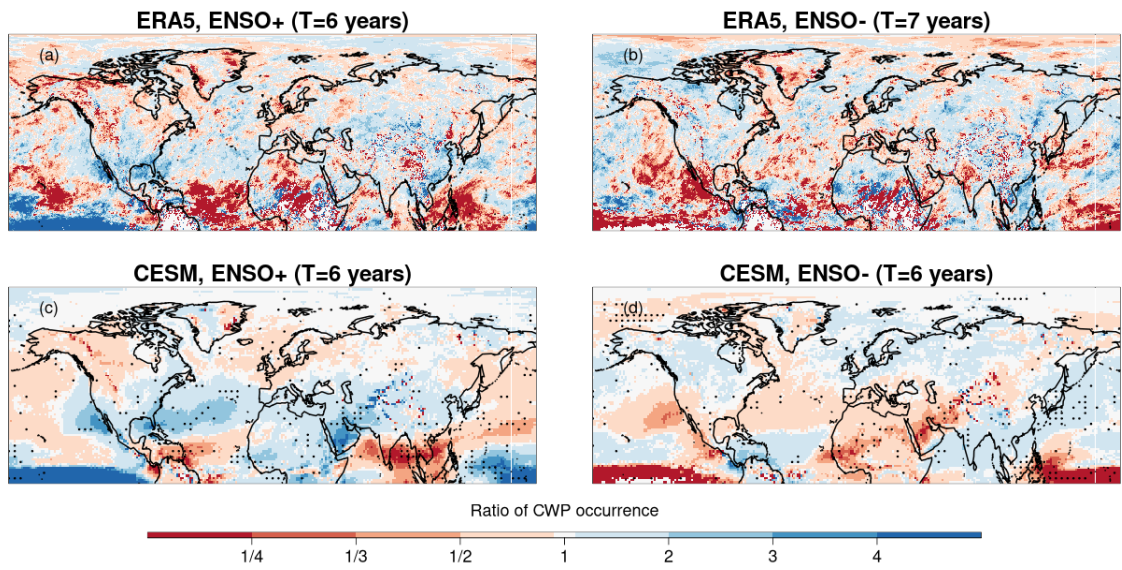 ERA5, ENSO+ (T=6 years)
ERA5, ENSO- (T=7 years)
(a)
(b)
CESM, ENSO+ (T=6 years)
CESM, ENSO- (T=6 years)
(c)
(d)
Ratio of CWP occurrence
1/4 1/3 1/2 1 2 3 4